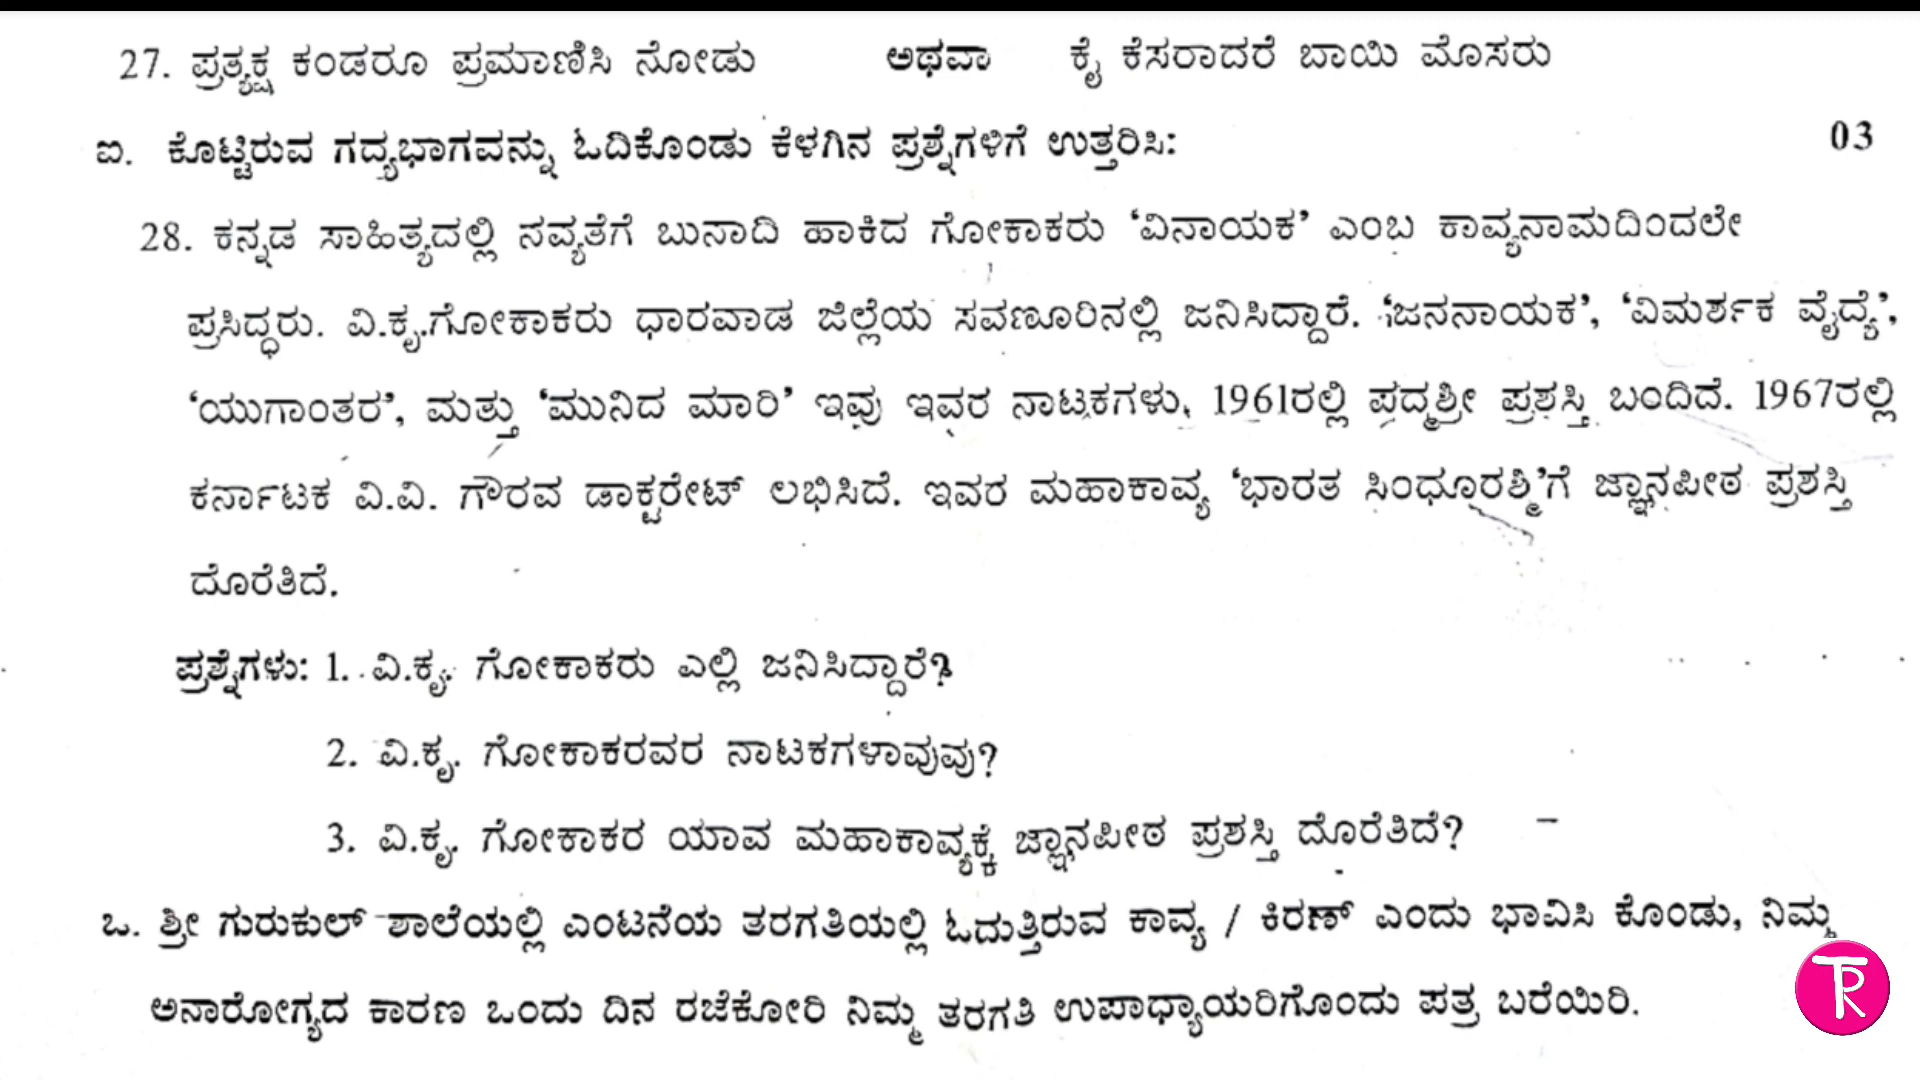 27. ಪ್ರತ್ಯಕ್ಷ ಕಂಡರೂ ಪ್ರಮಾಣಿಸಿ ನೋಡು ಅಥವಾ ಕೈ ಕೆಸರಾದರೆ ಬಾಯಿ ಮೊಸರು
ಐ. ಕೊಟ್ಟಿರುವ ಗದ್ಯಭಾಗವನ್ನು ಓದಿಕೊಂಡು ಕೆಳಗಿನ ಪ್ರಶ್ನೆಗಳಿಗೆ ಉತ್ತರಿಸಿ: 03
28. ಕನ್ನಡ ಸಾಹಿತ್ಯದಲ್ಲಿ ನವ್ಯತೆಗೆ ಬುನಾದಿ ಹಾಕಿದ ಗೋಕಾಕರು ‘ವಿನಾಯಕ’ ಎಂಬ ಕಾವ್ಯನಾಮದಿಂದಲೇ
ಪ್ರಸಿದ್ಧರು. ವಿ.ಕೃ.ಗೋಕಾಕರು ಧಾರವಾಡ ಜಿಲ್ಲೆಯ ಸವಣೂರಿನಲ್ಲಿ ಜನಿಸಿದ್ದಾರೆ. ‘ಜನನಾಯಕ’, ‘ವಿಮರ್ಶಕ ವೈದ್ಯೆ’,
‘ಯುಗಾಂತರ’, ಮತ್ತು ‘ಮುನಿದ ಮಾರಿ’ ಇವು ಇವರ ನಾಟಕಗಳು, 1961ರಲ್ಲಿ ಪದ್ಮಶ್ರೀ ಪ್ರಶಸ್ತಿ ಬಂದಿದೆ. 1967ರಲ್ಲಿ
ಕರ್ನಾಟಕ ವಿ.ವಿ. ಗೌರವ ಡಾಕ್ಟರೇಟ್ ಲಭಿಸಿದೆ. ಇವರ ಮಹಾಕಾವ್ಯ ‘ಭಾರತ ಸಿಂಧೂರಶ್ಮಿ’ಗೆ ಜ್ಞಾನಪೀಠ ಪ್ರಶಸ್ತಿ
ದೊರೆತಿದೆ.
ಪ್ರಶ್ನೆಗಳು: 1. ವಿ.ಕೃ. ಗೋಕಾಕರು ಎಲ್ಲಿ ಜನಿಸಿದ್ದಾರೆ?
2. ವಿ.ಕೃ. ಗೋಕಾಕರವರ ನಾಟಕಗಳಾವುವು?
3. ವಿ.ಕೃ. ಗೋಕಾಕರ ಯಾವ ಮಹಾಕಾವ್ಯಕ್ಕೆ ಜ್ಞಾನಪೀಠ ಪ್ರಶಸ್ತಿ ದೊರೆತಿದೆ?
ಒ. ಶ್ರೀ ಗುರುಕುಲ್ ಶಾಲೆಯಲ್ಲಿ ಎಂಟನೆಯ ತರಗತಿಯಲ್ಲಿ ಓದುತ್ತಿರುವ ಕಾವ್ಯ / ಕಿರಣ್ ಎಂದು ಭಾವಿಸಿ ಕೊಂಡು, ನಿಮ್ಮ
ಅನಾರೋಗ್ಯದ ಕಾರಣ ಒಂದು ದಿನ ರಜೆಕೋರಿ ನಿಮ್ಮ ತರಗತಿ ಉಪಾಧ್ಯಾಯರಿಗೊಂದು ಪತ್ರ ಬರೆಯಿರಿ.
TR